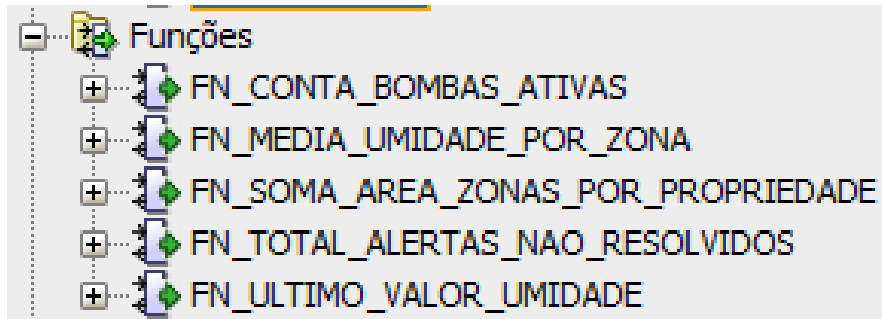 Funções
FN_CONTA_BOMBAS_ATIVAS
FN_MEDIA_UMIDADE_POR_ZONA
FN_SOMA_AREA_ZONAS_POR_PROPRIEDADE
FN_TOTAL_ALERTAS_NAO_RESOLVIDOS
FN_ULTIMO_VALOR_UMIDADE